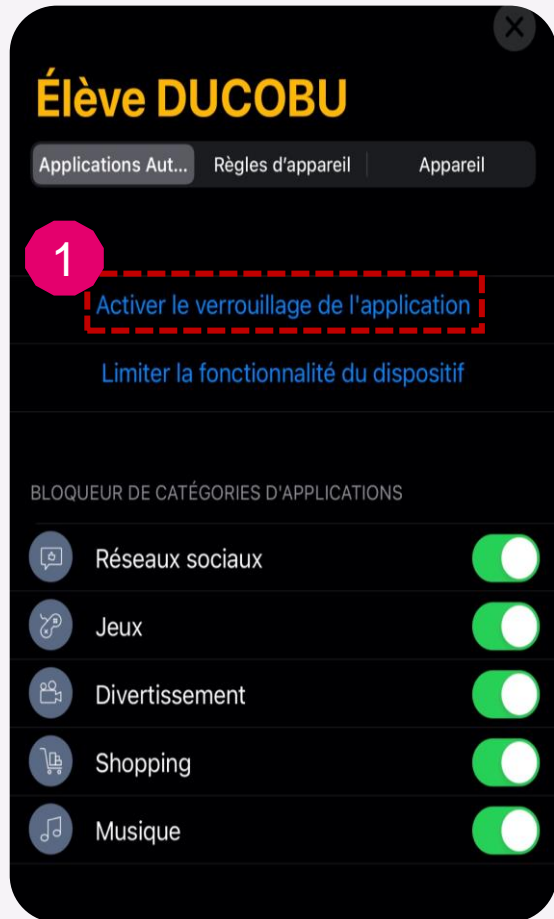 Élève DUCOBU
Applications Aut... Règles d'appareil Appareil
1
Activer le verrouillage de l'application
Limiter la fonctionnalité du dispositif
BLOQUEUR DE CATÉGORIES D'APPLICATIONS
Réseaux sociaux
Jeux
Divertissement
Shopping
Musique